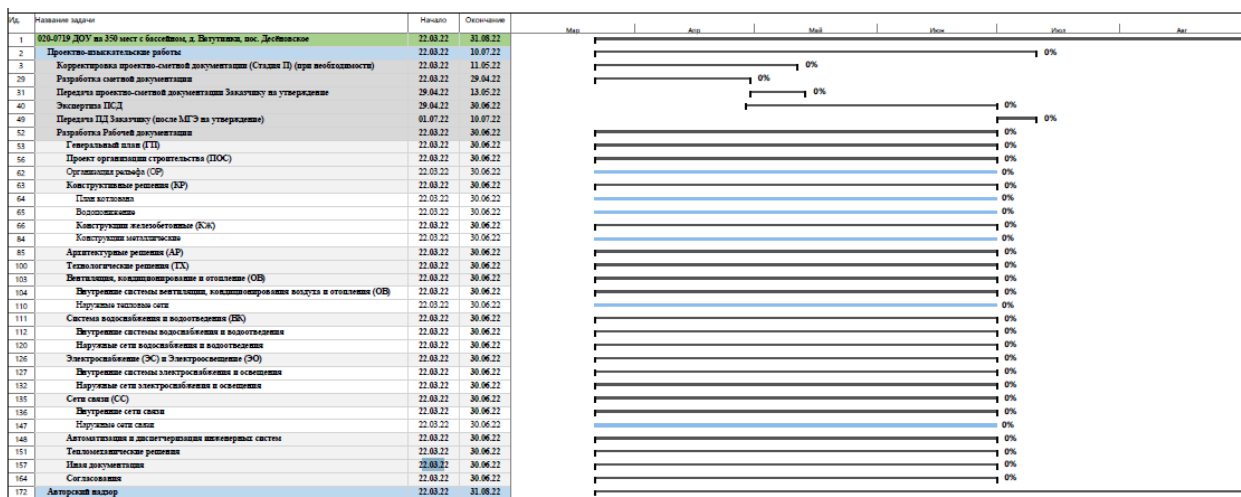 Ид. Название задачи Начало Окончание
Мар Апр Май Июн Июл Авг
1 020-0719 ДОУ на 350 мест с бассейном, д. Ватутинки, пос. Десёновское 22.03.22 31.08.22
2 Проектно-изыскательские работы 22.03.22 10.07.22 0%
3 Корректировка проектно-сметной документации (Стадия П) (при необходимости) 22.03.22 11.05.22 0%
29 Разработка сметной документации 22.03.22 29.04.22 0%
31 Передача проектно-сметной документации Заказчику на утверждение 29.04.22 13.05.22 0%
40 Экспертиза ПСД 29.04.22 30.06.22 0%
49 Передача ПД Заказчику (после МГЭ на утверждение) 01.07.22 10.07.22 0%
52 Разработка Рабочей документации 22.03.22 30.06.22 0%
53 Генеральный план (ГП) 22.03.22 30.06.22 0%
56 Проект организации строительства (ПОС) 22.03.22 30.06.22 0%
62 Организация рельефа (ОР) 22.03.22 30.06.22 0%
63 Конструктивные решения (КР) 22.03.22 30.06.22 0%
64 План котлована 22.03.22 30.06.22 0%
65 Водопонижение 22.03.22 30.06.22 0%
66 Конструкции железобетонные (КЖ) 22.03.22 30.06.22 0%
84 Конструкции металлические 22.03.22 30.06.22 0%
85 Архитектурные решения (АР) 22.03.22 30.06.22 0%
100 Технологические решения (ТХ) 22.03.22 30.06.22 0%
103 Вентиляция, кондиционирование и отопление (ОВ) 22.03.22 30.06.22 0%
104 Внутренние системы вентиляции, кондиционирования воздуха и отопления (ОВ) 22.03.22 30.06.22 0%
110 Наружные тепловые сети 22.03.22 30.06.22 0%
111 Система водоснабжения и водоотведения (ВК) 22.03.22 30.06.22 0%
112 Внутренние системы водоснабжения и водоотведения 22.03.22 30.06.22 0%
120 Наружные сети водоснабжения и водоотведения 22.03.22 30.06.22 0%
126 Электроснабжение (ЭС) и Электроосвещение (ЭО) 22.03.22 30.06.22 0%
127 Внутренние системы электроснабжения и освещения 22.03.22 30.06.22 0%
132 Наружные сети электроснабжения и освещения 22.03.22 30.06.22 0%
135 Сети связи (СС) 22.03.22 30.06.22 0%
136 Внутренние сети связи 22.03.22 30.06.22 0%
147 Наружные сети связи 22.03.22 30.06.22 0%
148 Автоматизация и диспетчеризация инженерных систем 22.03.22 30.06.22 0%
151 Тепломеханические решения 22.03.22 30.06.22 0%
157 Иная документация 22.03.22 30.06.22 0%
164 Согласования 22.03.22 30.06.22 0%
172 Авторский надзор 22.03.22 31.08.22